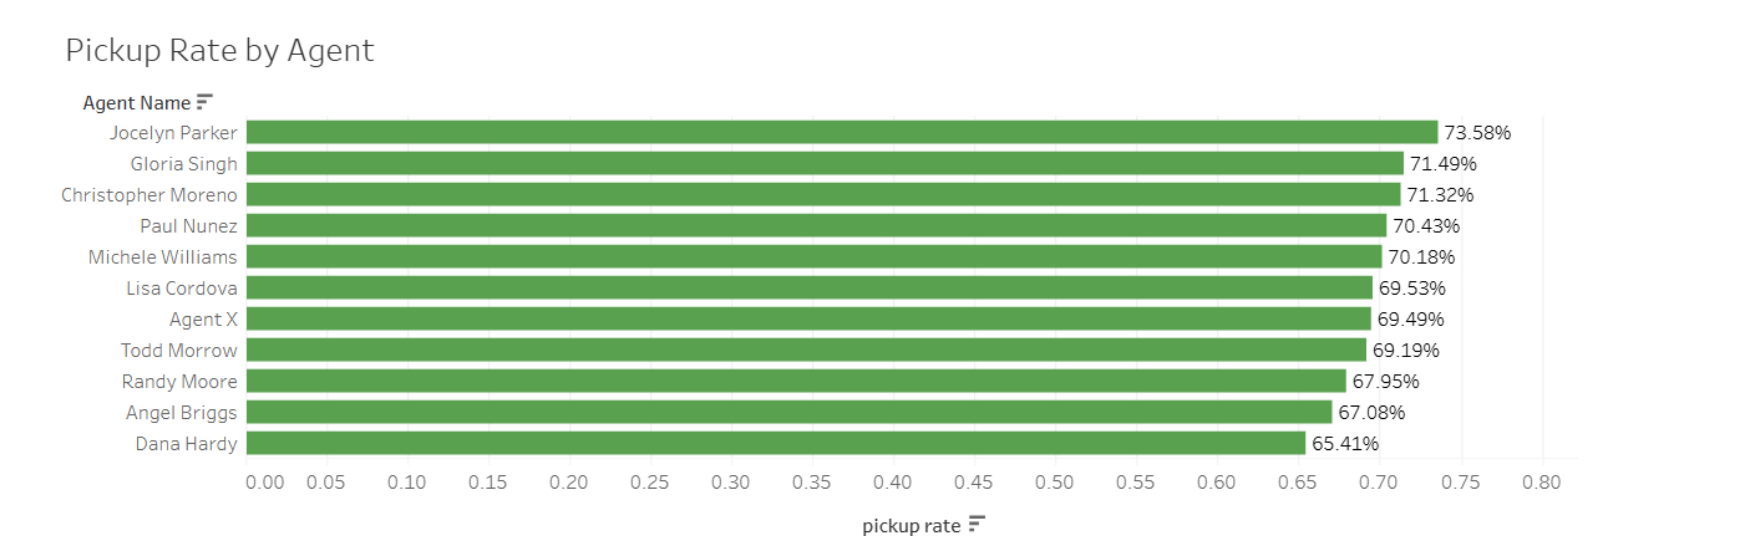 Pickup Rate by Agent
Agent Name
Jocelyn Parker 73.58%
Gloria Singh 71.49%
Christopher Moreno 71.32%
Paul Nunez 70.43%
Michele Williams 70.18%
Lisa Cordova 69.53%
Agent X 69.49%
Todd Morrow 69.19%
Randy Moore 67.95%
Angel Briggs 67.08%
Dana Hardy 65.41%
0.00 0.05 0.10 0.15 0.20 0.25 0.30 0.35 0.40 0.45 0.50 0.55 0.60 0.65 0.70 0.75 0.80
pickup rate